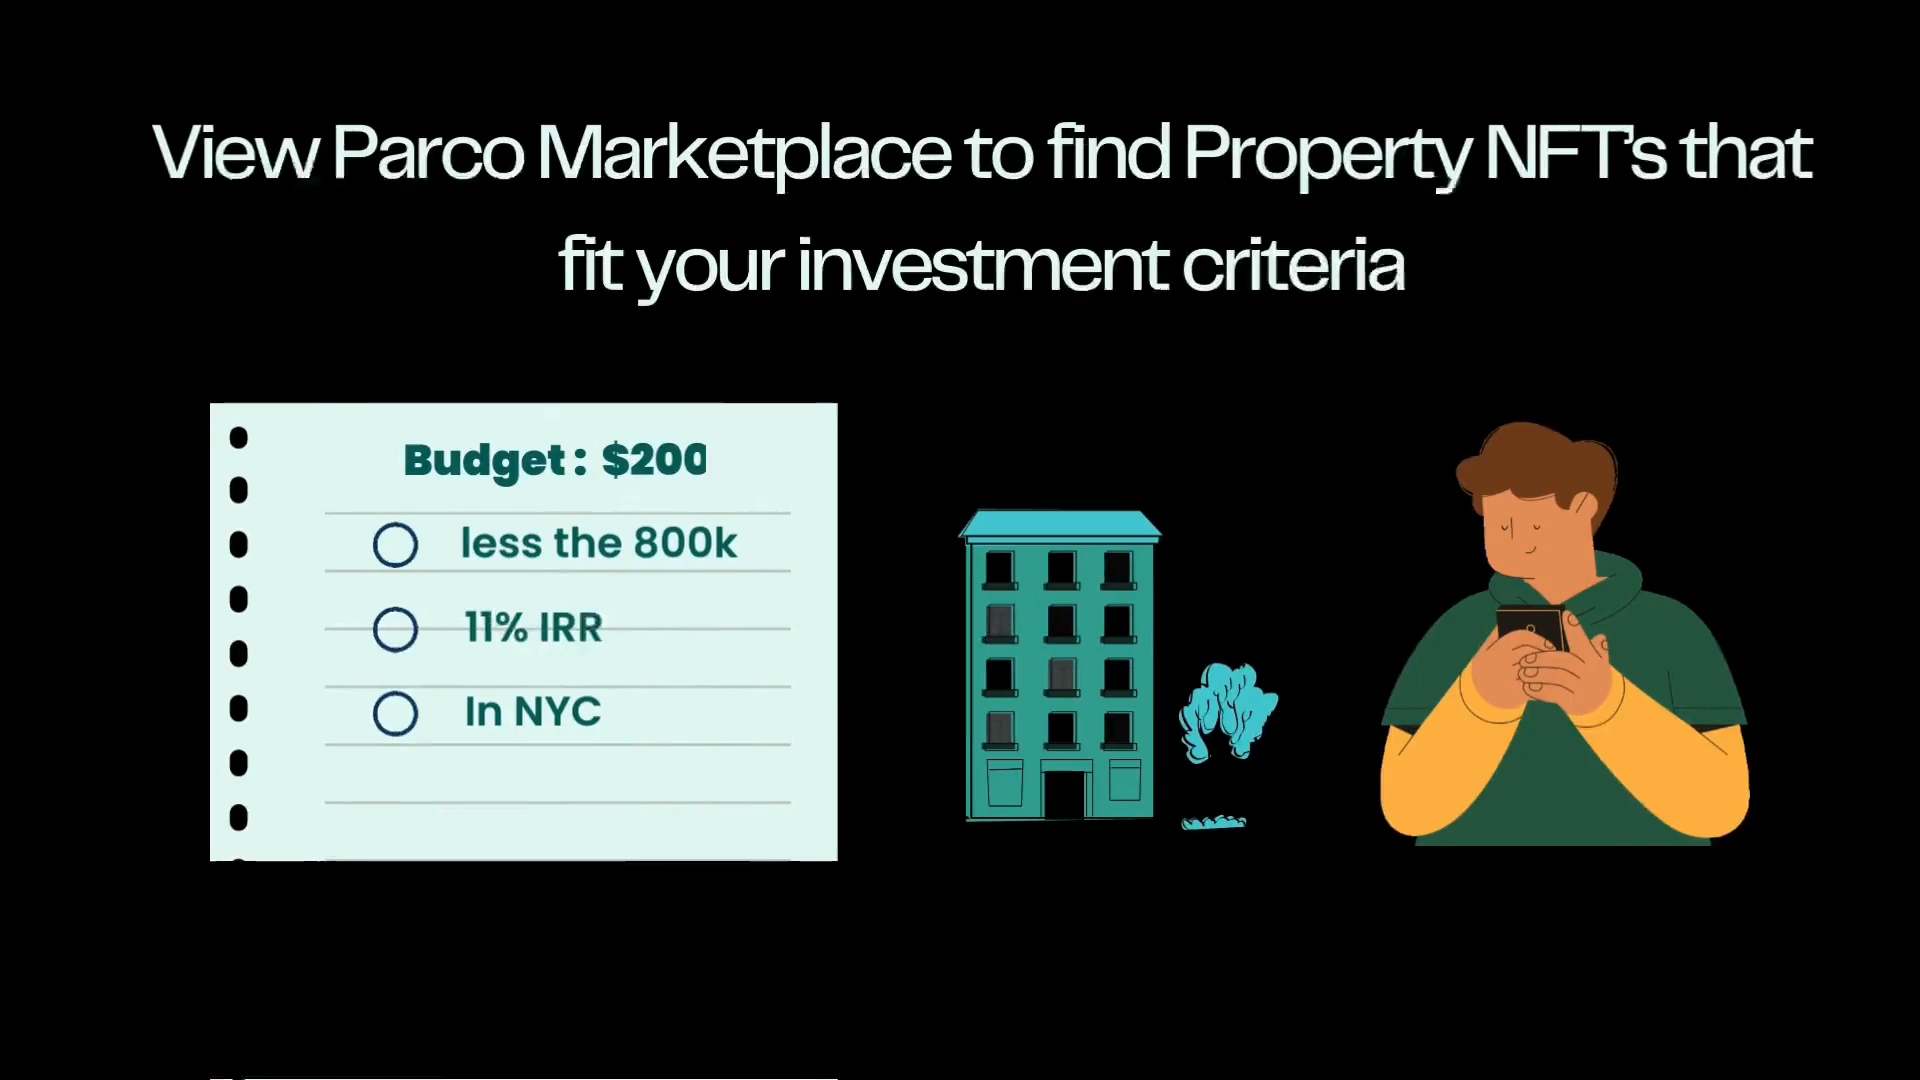 View Parco Marketplace to find Property NFT's that
fit your investment criteria
Budget: $200
less the 800k
11% IRR
In NYC